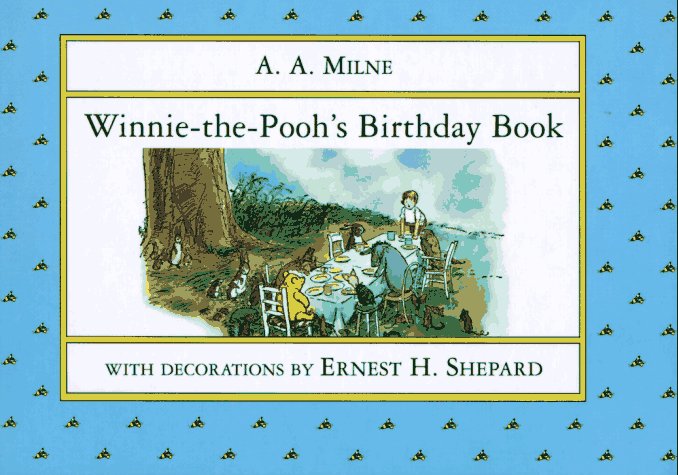 A. A. MILNE
Winnie-the-Pooh's Birthday Book
WITH DECORATIONS BY ERNEST H. SHEPARD